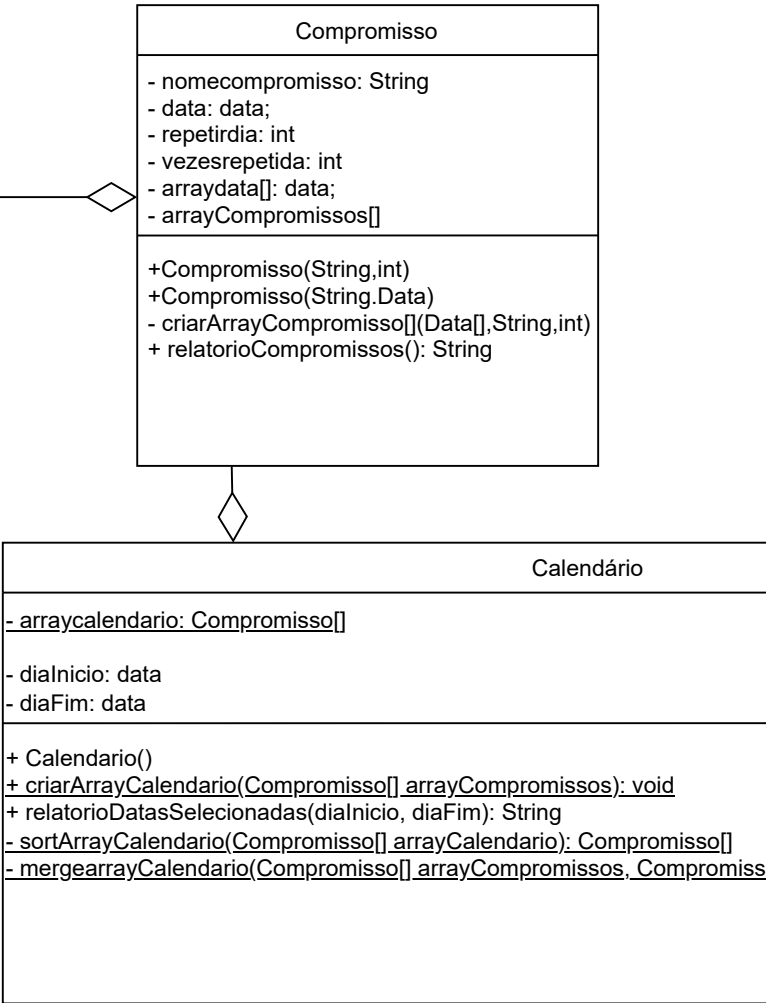 Compromisso
- nomecompromisso: String
- data: data;
- repetirdia: int
- vezesrepetida: int
- arraydata[]: data;
- arrayCompromissos[]
+Compromisso(String,int)
+Compromisso(String.Data)
- criarArrayCompromisso[](Data[],String,int)
+ relatorioCompromissos(): String
Calendário
- arraycalendario: Compromisso[]
- diaInicio: data
- diaFim: data
+ Calendario()
+ criarArrayCalendario(Compromisso[] arrayCompromissos): void
+ relatorioDatasSelecionadas(diaInicio, diaFim): String
- sortArrayCalendario(Compromisso[] arrayCalendario): Compromisso[]
- mergearrayCalendario(Compromisso[] arrayCompromissos, Compromiss